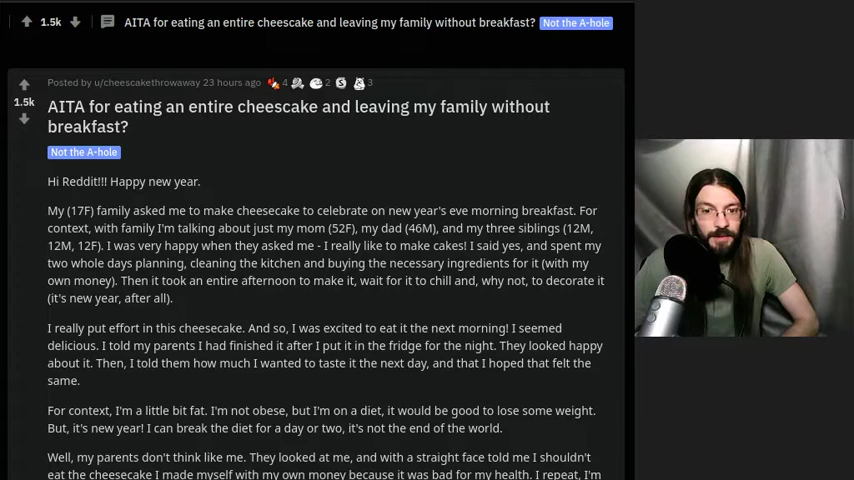 1.5k AITA for eating an entire cheesecake and leaving my family without breakfast? Not the A-hole
Posted by u/cheescakethrowaway 23 hours ago 4 2 3
1.5k
AITA for eating an entire cheesecake and leaving my family without
breakfast?
Not the A-hole
Hi Reddit!!! Happy new year.
My (17F) family asked me to make cheesecake to celebrate on new year's eve morning breakfast. For
context, with family I'm talking about just my mom (52F), my dad (46M), and my three siblings (12M,
12M, 12F). I was very happy when they asked me - I really like to make cakes! I said yes, and spent my
two whole days planning, cleaning the kitchen and buying the necessary ingredients for it (with my
own money). Then it took an entire afternoon to make it, wait for it to chill and, why not, to decorate it
(it's new year, after all).
I really put effort in this cheesecake. And so, I was excited to eat it the next morning! I seemed
delicious. I told my parents I had finished it after I put it in the fridge for the night. They looked happy
about it. Then, I told them how much I wanted to taste it the next day, and that I hoped that felt the
same.
For context, I'm a little bit fat. I'm not obese, but I'm on a diet, it would be good to lose some weight.
But, it's new year! I can break the diet for a day or two, it's not the end of the world.
Well, my parents don't think like me. They looked at me, and with a straight face told me I shouldn't
eat the cheesecake I made myself with my own money because it was bad for my health. I repeat, I'm